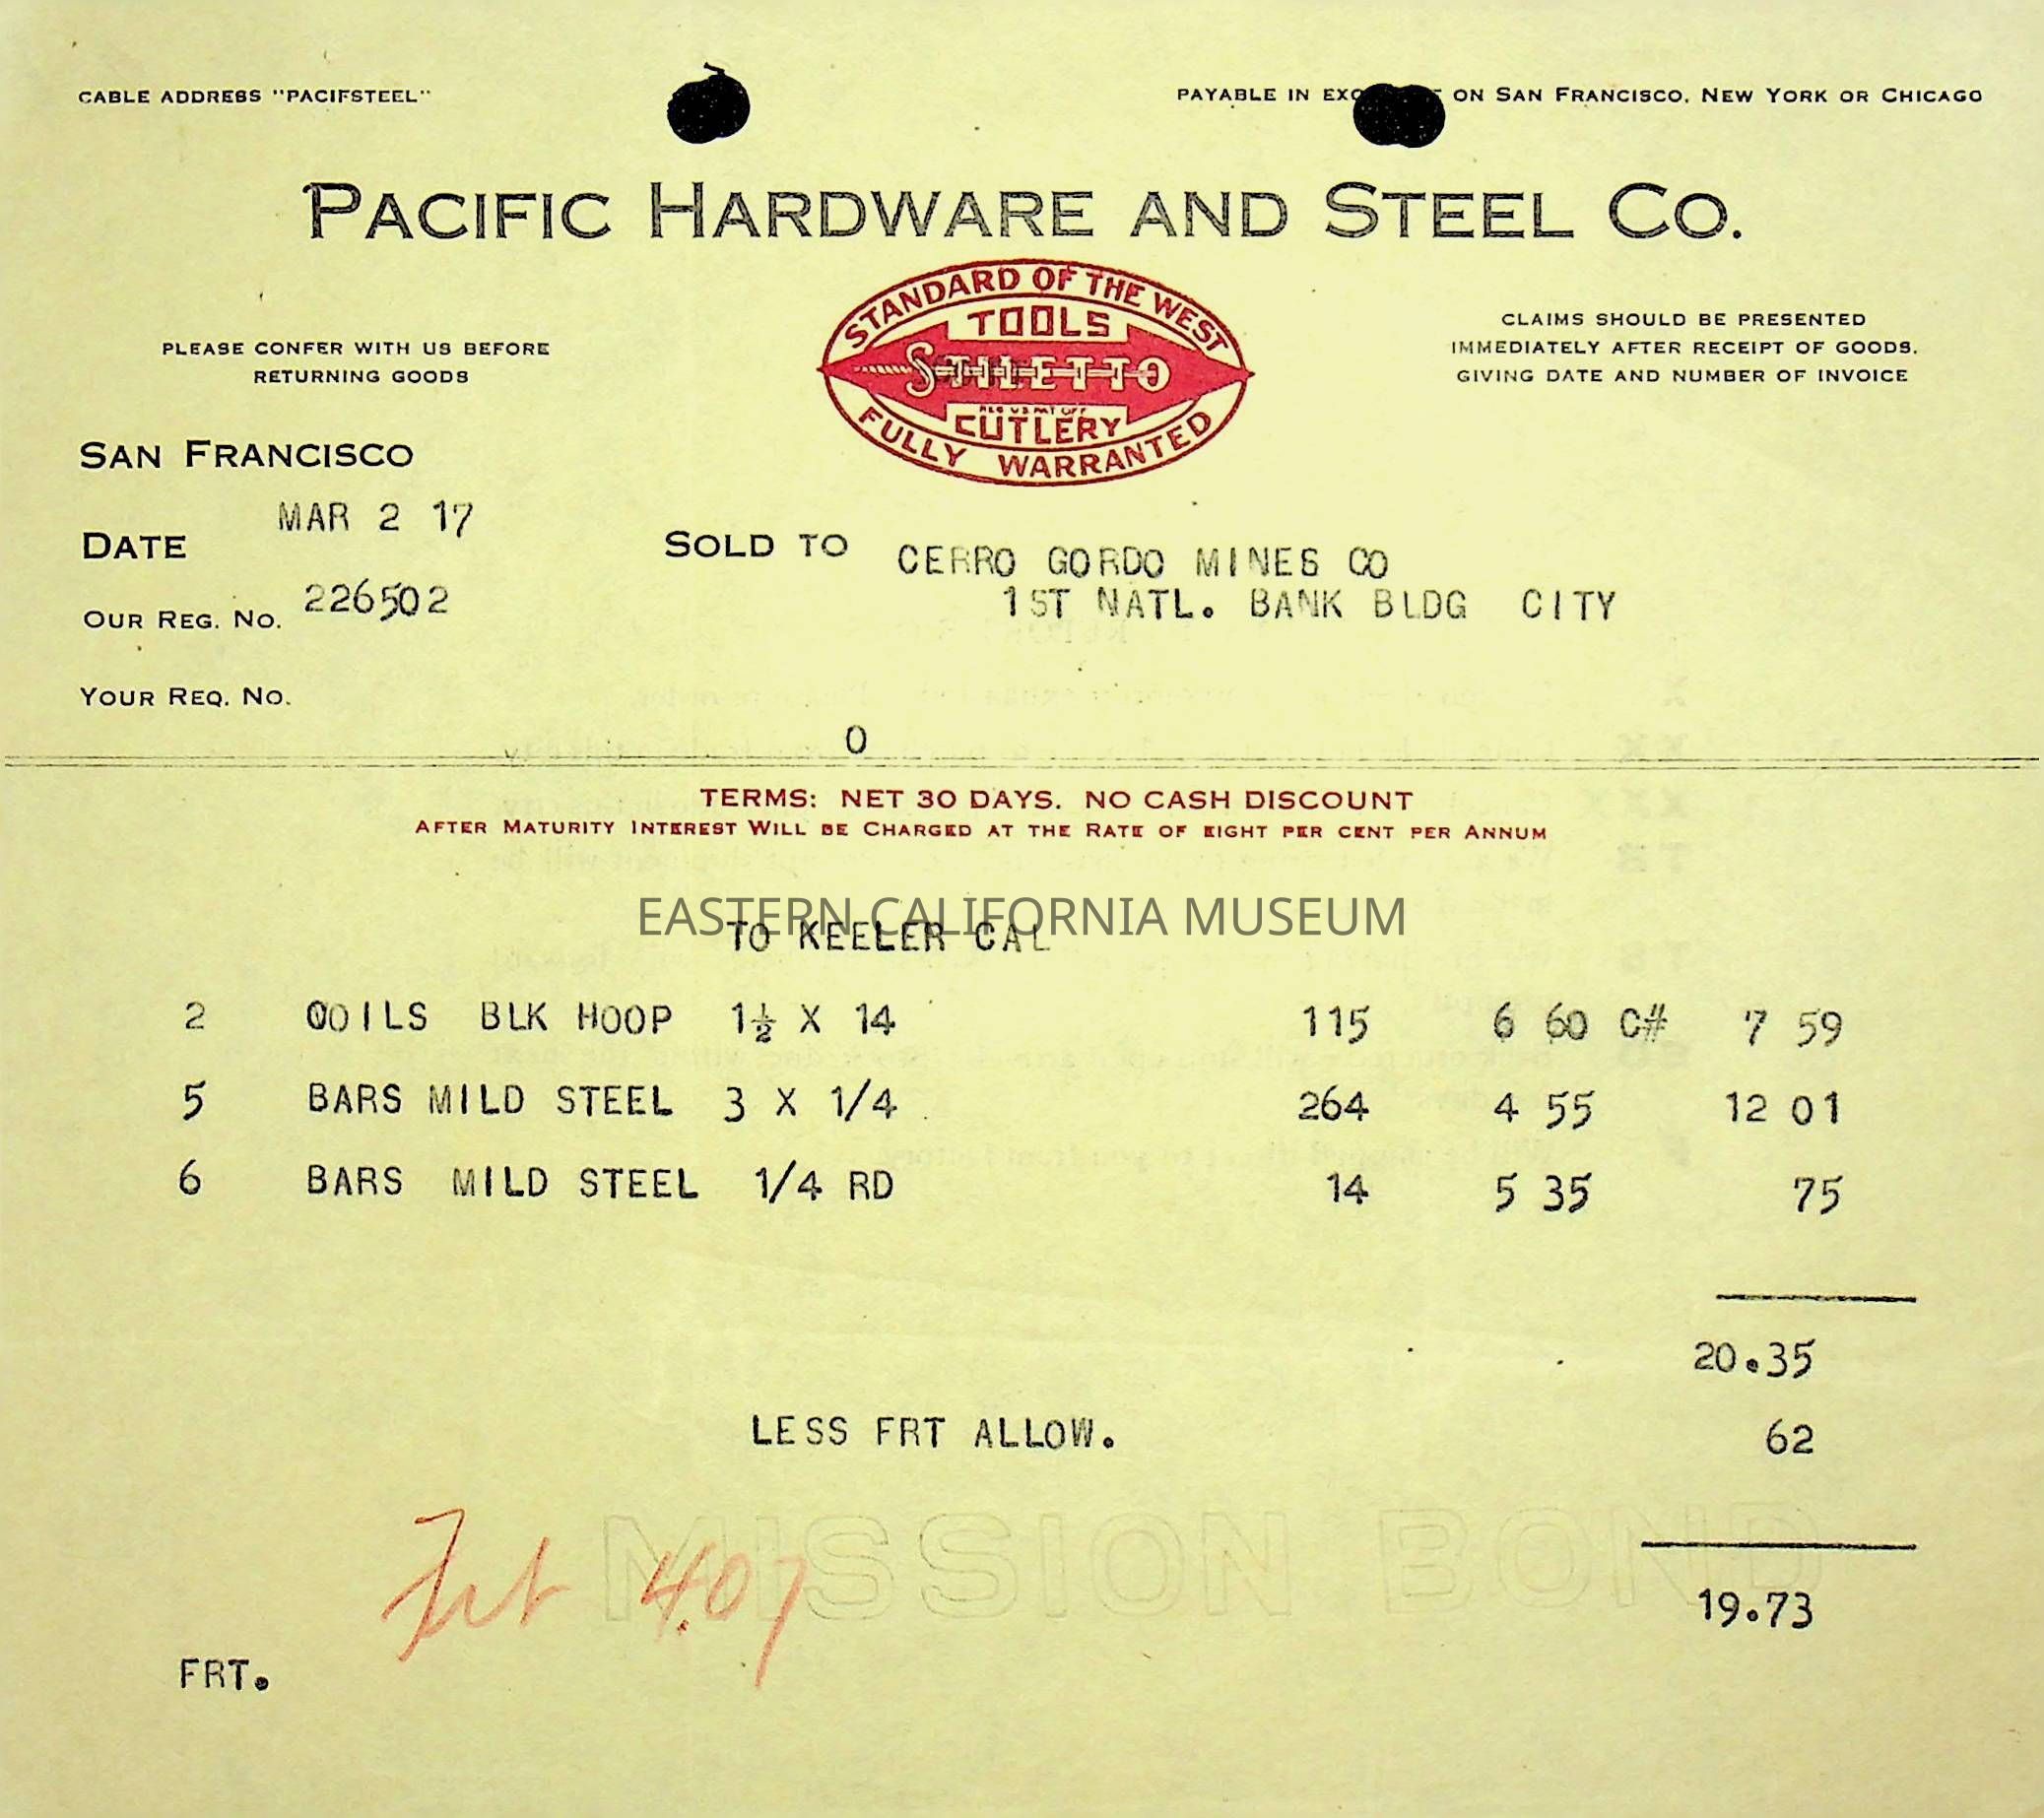 CABLE ADDRESS "PACIFSTEEL"
PAYABLE IN ON SAN FRANCISCO, NEW YORK OR CHICAGO
PACIFIC HARDWARE AND STEEL CO.
STANDARD OF THE WEST
TOOLS
STILETTO
REG US PAT OFF
CUTLERY
FULLY WARRANTED
PLEASE CONFER WITH US BEFORE
RETURNING GOODS
CLAIMS SHOULD BE PRESENTED
IMMEDIATELY AFTER RECEIPT OF GOODS.
GIVING DATE AND NUMBER OF INVOICE
SAN FRANCISCO
DATE MAR 2 17
OUR REG. NO. 226502
YOUR REQ. NO.
SOLD TO CERRO GORDO MINES CO
1ST NATL. BANK BLDG CITY
O
TERMS: NET 30 DAYS. NO CASH DISCOUNT
AFTER MATURITY INTEREST WILL BE CHARGED AT THE RATE OF EIGHT PER CENT PER ANNUM
EASTERN CALIFORNIA MUSEUM
TO KEELER CAL
2 COILS BLK HOOP 1½ X 14 115 6 60 C# 7 59
5 BARS MILD STEEL 3 X 1/4 264 4 55 12 01
6 BARS MILD STEEL 1/4 RD 14 5 35 75
20.35
LESS FRT ALLOW. 62
MISSION BOND
19.73
Frt 4.07
FRT.